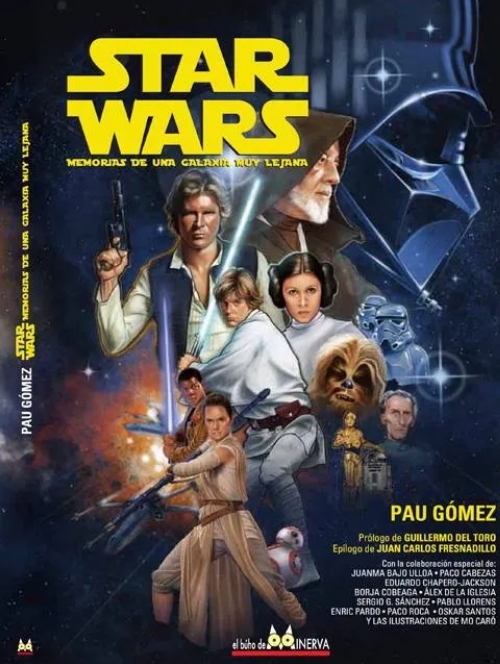 STAR
WARS
MEMORIAS DE UNA GALAXIA MUY LEJANA
PAU GÓMEZ STAR WARS MEMORIAS DE UNA GALAXIA MUY LEJANA
PAU GÓMEZ
Prólogo de GUILLERMO DEL TORO
Epílogo de JUAN CARLOS FRESNADILLO
Con la colaboración especial de:
JUANMA BAJO ULLOA • PACO CABEZAS
EDUARDO CHAPERO-JACKSON
BORJA COBEAGA • ÁLEX DE LA IGLESIA
SERGIO G. SÁNCHEZ • PABLO LLORENS
ENRIC PARDO • PACO ROCA • OSKAR SANTOS
Y LAS ILUSTRACIONES DE MO CARÓ
el búho de MINERVA